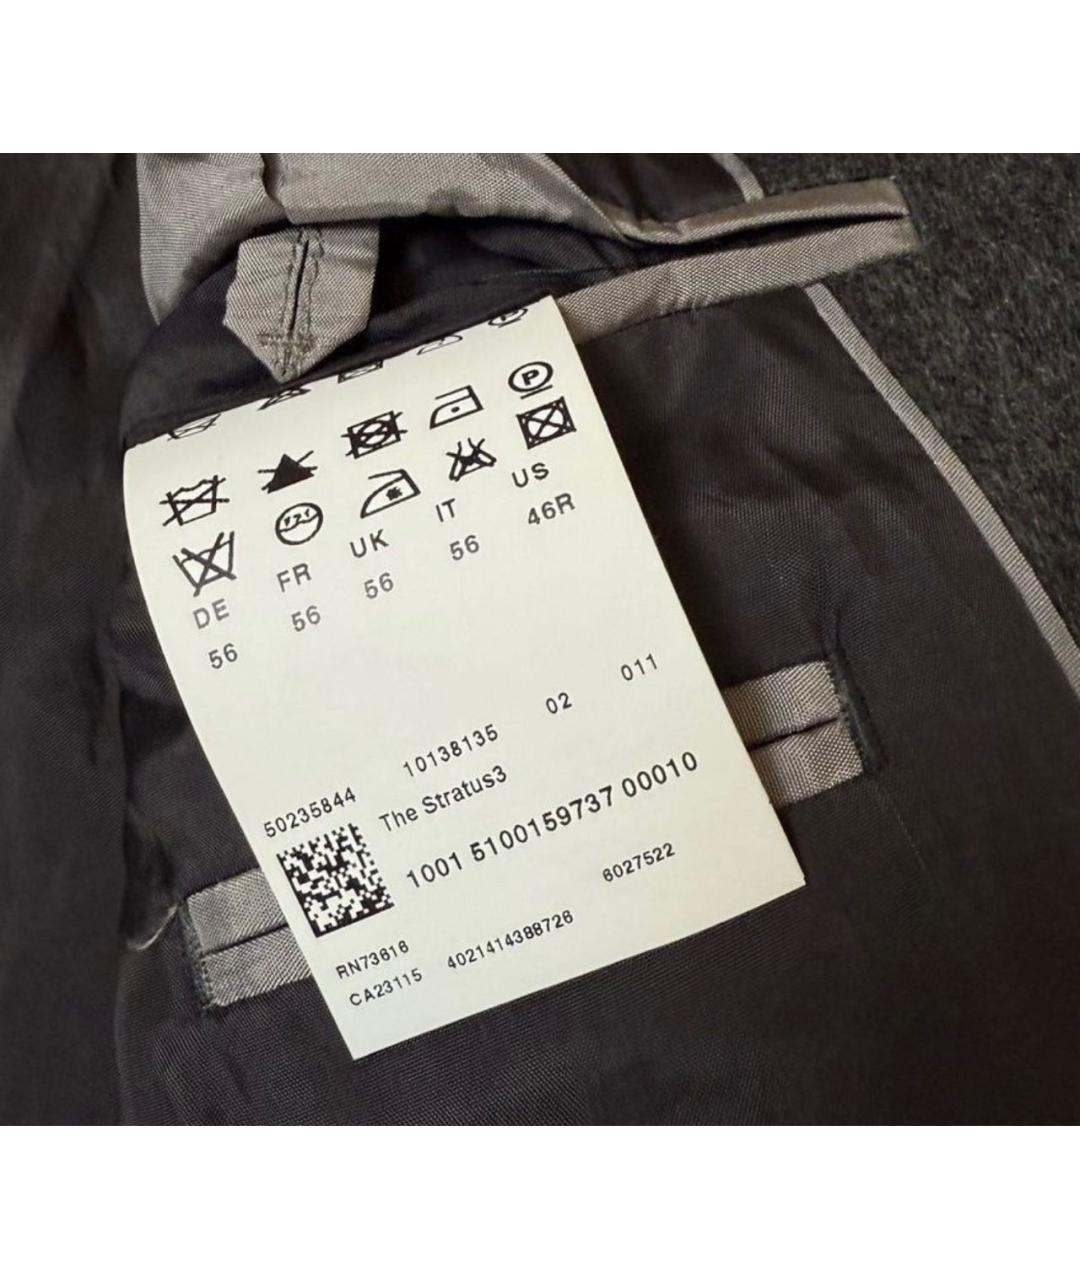 DE FR UK IT US
56 56 56 56 46R
50235844 10138135 02 011
The Stratus3
1001 5100159737 00010
RN73616 6027522
CA23115 4021414388726